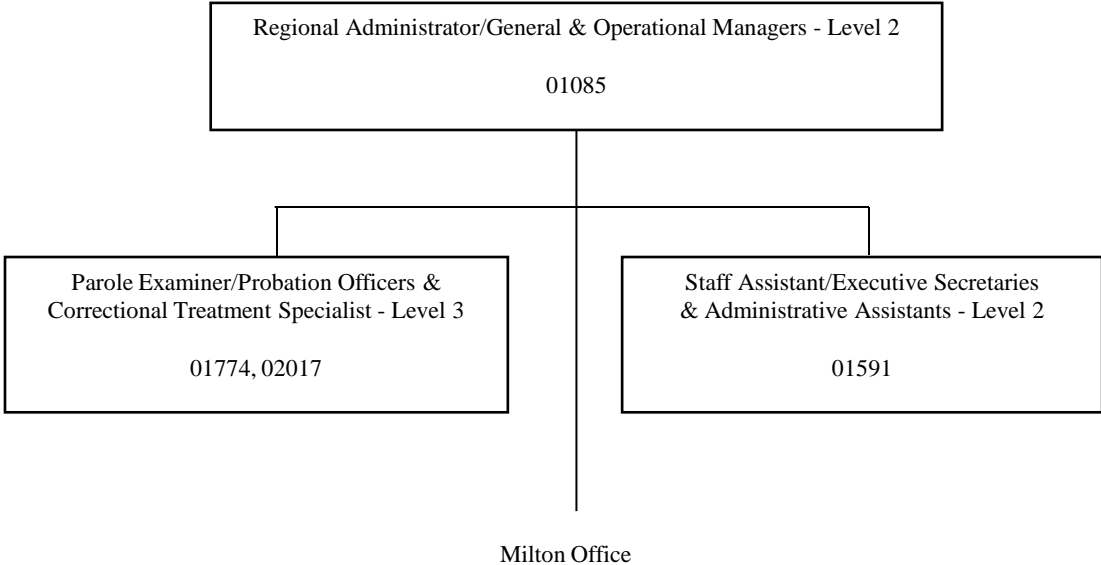 Regional Administrator/General & Operational Managers - Level 2
01085
Parole Examiner/Probation Officers &
Correctional Treatment Specialist - Level 3
01774, 02017
Staff Assistant/Executive Secretaries
& Administrative Assistants - Level 2
01591
Milton Office